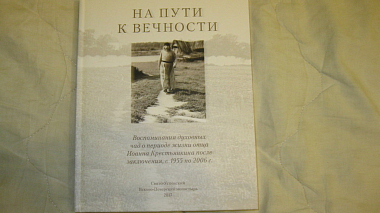 НА ПУТИ
К ВЕЧНОСТИ
Воспоминания духовных
чад о периоде жизни отца
Иоанна Крестьянкина после
заключения, с 1955 по 2006 г.